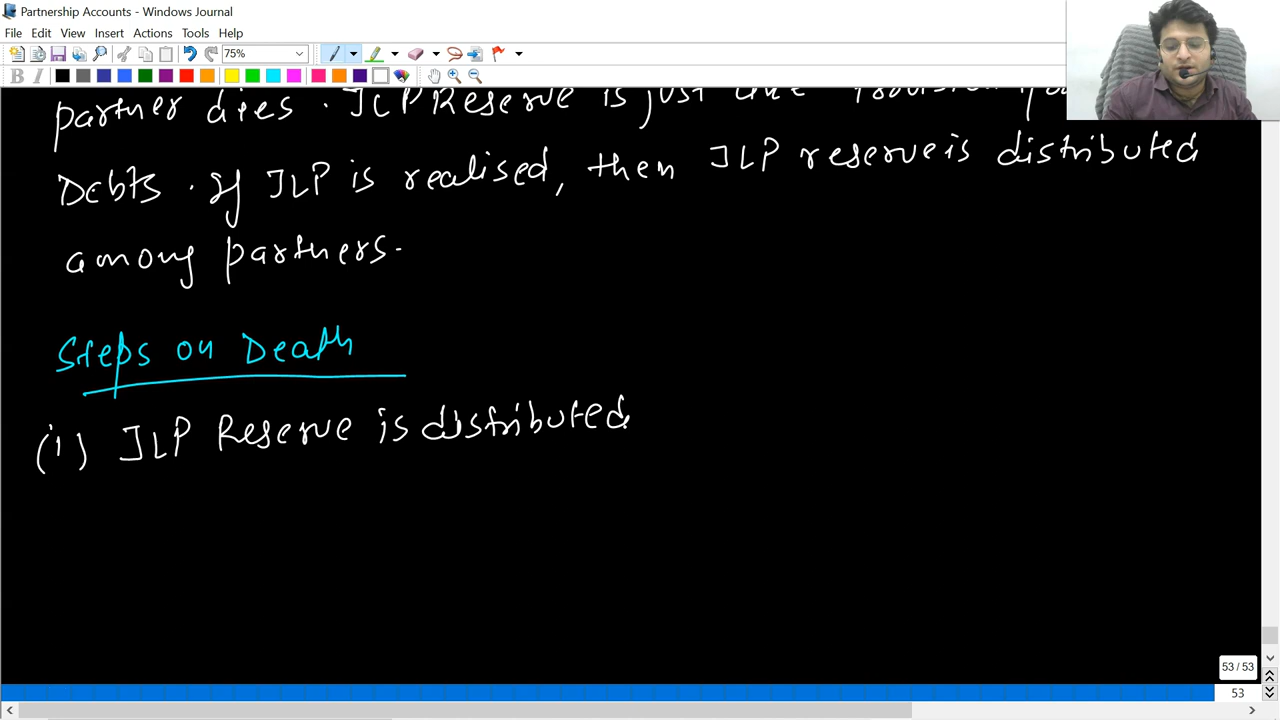 Partnership Accounts - Windows Journal
File Edit View Insert Actions Tools Help
75%
B I
partner dies. JLP Reserve is just like
Debts. If JLP is realised, then JLP reserve is distributed
among partners.
Steps on Death
(i) JLP Reserve is distributed
53 / 53
53